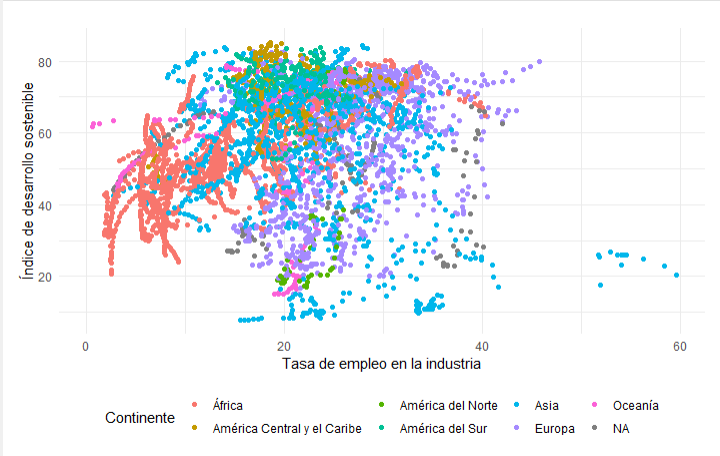 Índice de desarrollo sostenible
80
60
40
20
0 20 40 60
Tasa de empleo en la industria
Continente
África América del Norte Asia Oceanía
América Central y el Caribe América del Sur Europa NA